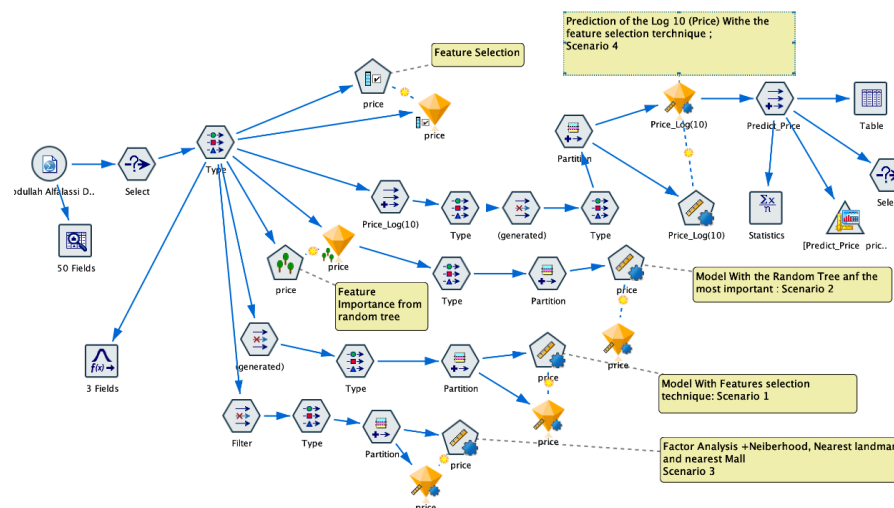 Prediction of the Log 10 (Price) Withe the
feature selection terchnique ;
Scenario 4
Feature Selection
price
price
Price_Log(10)
Predict_Price
Table
Partition
bdullah Alfalassi D..
Select
Type
Sele
Price_Log(10)
Type
(generated)
Type
Price_Log(10)
Statistics
[Predict_Price pric..
50 Fields
price
price
Type
Partition
price
Model With the Random Tree anf the
most important : Scenario 2
Feature
Importance from
random tree
3 Fields
(generated)
Type
Partition
price
price
Model With Features selection
technique: Scenario 1
price
Filter
Type
Partition
price
Factor Analysis +Neiberhood, Nearest landmar
and nearest Mall
Scenario 3
price